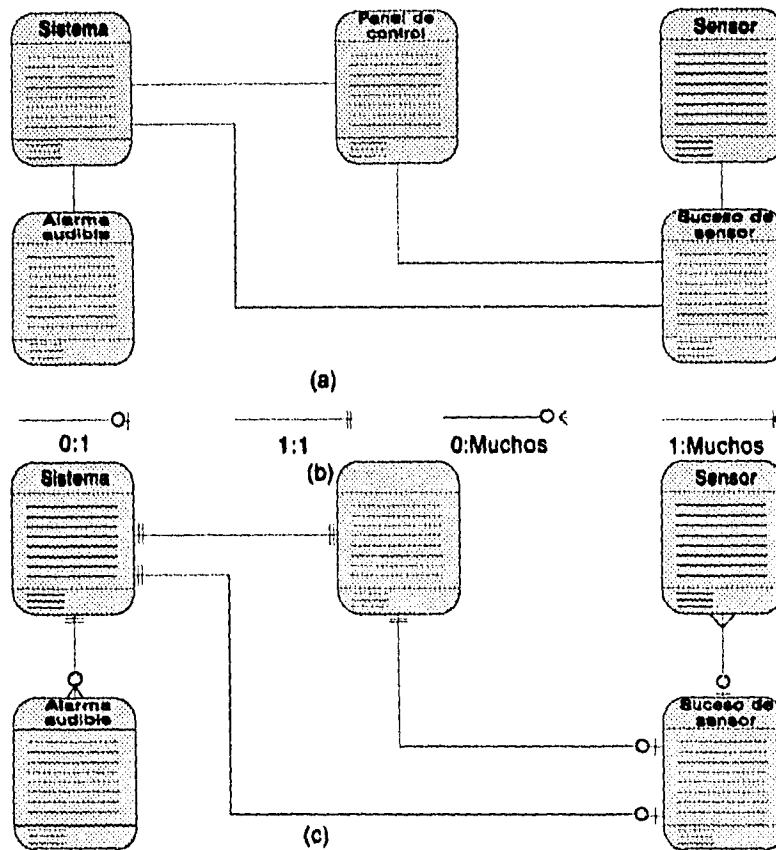 Sistema
Panel de
control
Sensor
Alarma
audible
Suceso de
sensor
(a)
0:1
1:1
0:Muchos
1:Muchos
(b)
Sistema
Sensor
Alarma
audible
Suceso de
sensor
(c)